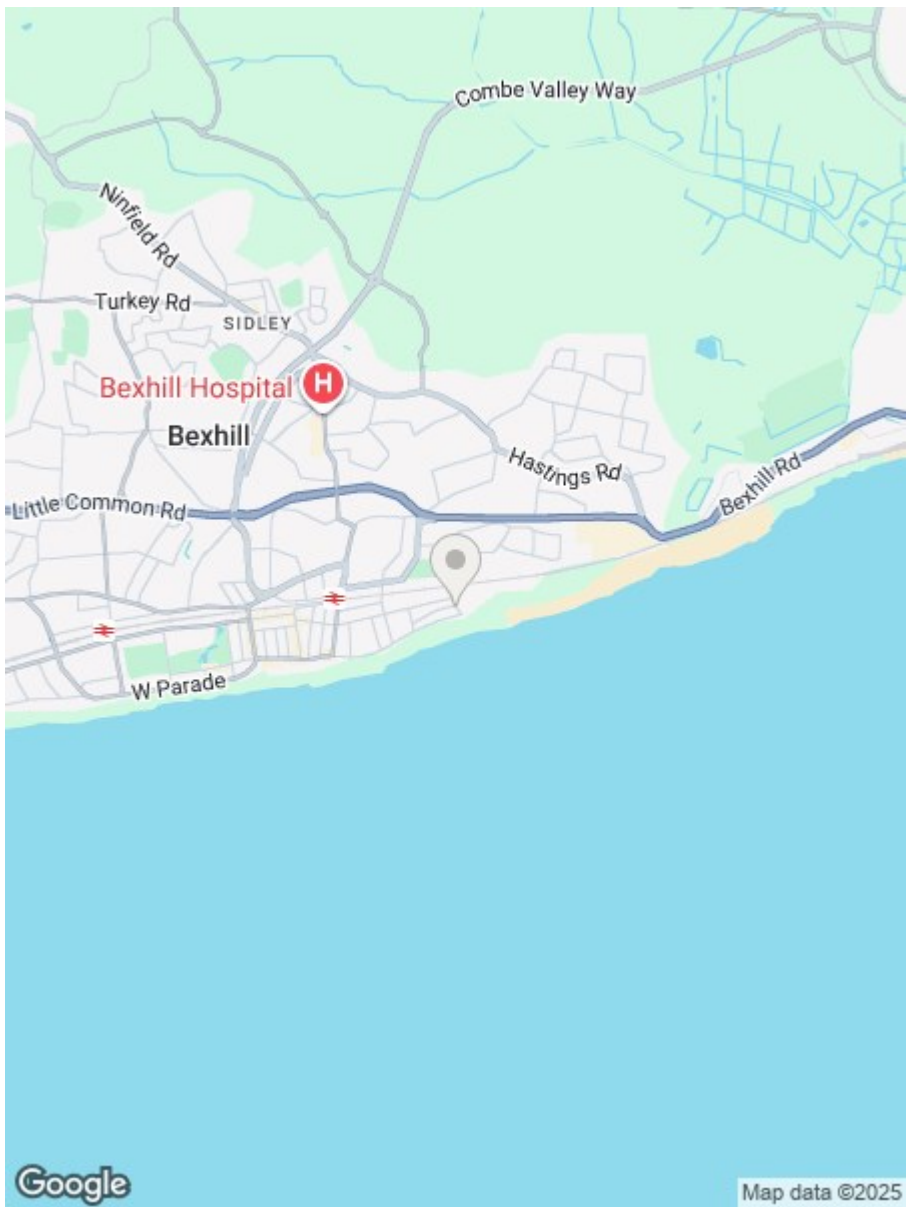 Combe Valley Way
Ninfield Rd
Turkey Rd
SIDLEY
Bexhill Hospital H
Bexhill
Hastings Rd
Bexhill Rd
Little Common Rd
W Parade
Google
Map data ©2025